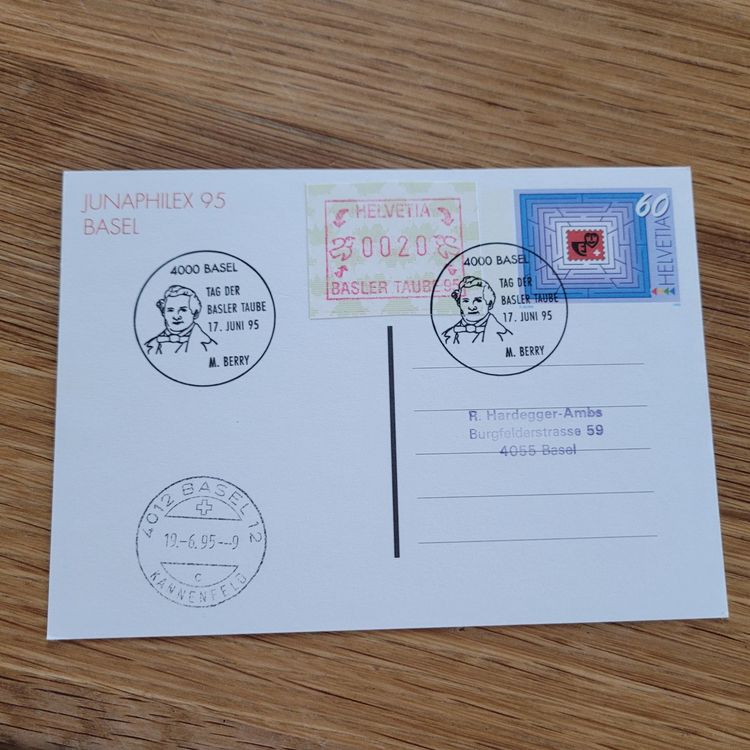 JUNAPHILEX 95
BASEL
HELVETIA
0020
BASLER TAUBE 95
60
HELVETIA
4000 BASEL
TAG DER
BASLER TAUBE
17. JUNI 95
M. BERRY
4000 BASEL
TAG DER
BASLER TAUBE
17. JUNI 95
M. BERRY
R. Hardegger-Ambs
Burgfelderstrasse 59
4055 Basel
4012 BASEL 12
19.-6.95--9
c
KANNENFELD